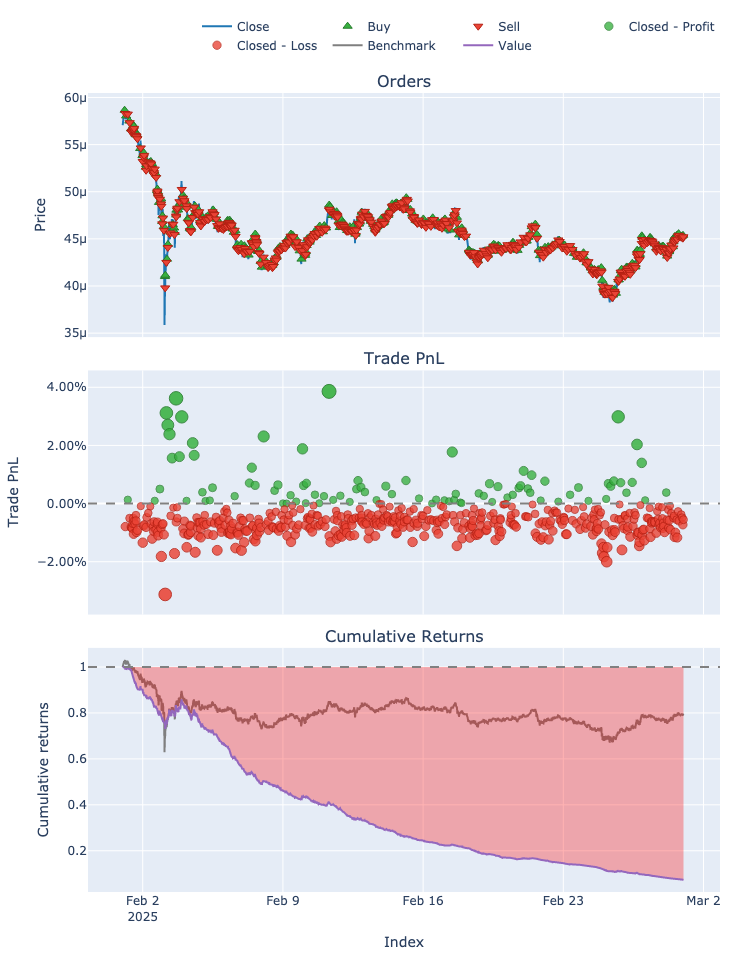 Close Buy Sell Closed - Profit
Closed - Loss Benchmark Value
Orders
60μ
55μ
50μ
45μ
40μ
35μ
Price
Trade PnL
4.00%
2.00%
0.00%
−2.00%
Trade PnL
Cumulative Returns
1
0.8
0.6
0.4
0.2
Cumulative returns
Feb 2 Feb 9 Feb 16 Feb 23 Mar 2
2025
Index